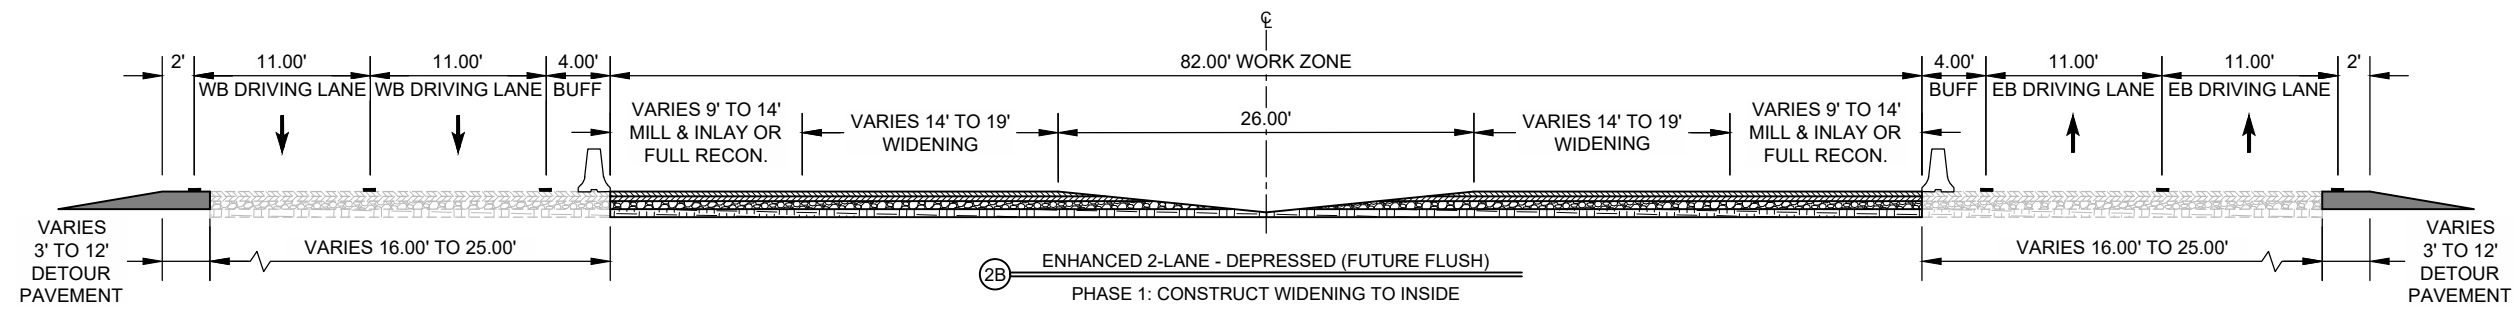 ℄
2'
11.00'
11.00'
4.00'
82.00' WORK ZONE
4.00'
11.00'
11.00'
2'
WB DRIVING LANE
WB DRIVING LANE
BUFF
BUFF
EB DRIVING LANE
EB DRIVING LANE
VARIES 9' TO 14'
MILL & INLAY OR
FULL RECON.
VARIES 14' TO 19'
WIDENING
26.00'
VARIES 14' TO 19'
WIDENING
VARIES 9' TO 14'
MILL & INLAY OR
FULL RECON.
VARIES
3' TO 12'
DETOUR
PAVEMENT
VARIES 16.00' TO 25.00'
VARIES 16.00' TO 25.00'
VARIES
3' TO 12'
DETOUR
PAVEMENT
2B
ENHANCED 2-LANE - DEPRESSED (FUTURE FLUSH)
PHASE 1: CONSTRUCT WIDENING TO INSIDE